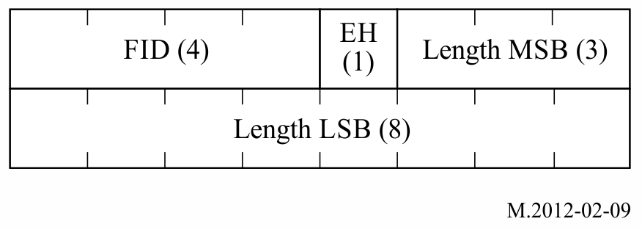 FID (4)
EH
(1)
Length MSB (3)
Length LSB (8)
M.2012-02-09